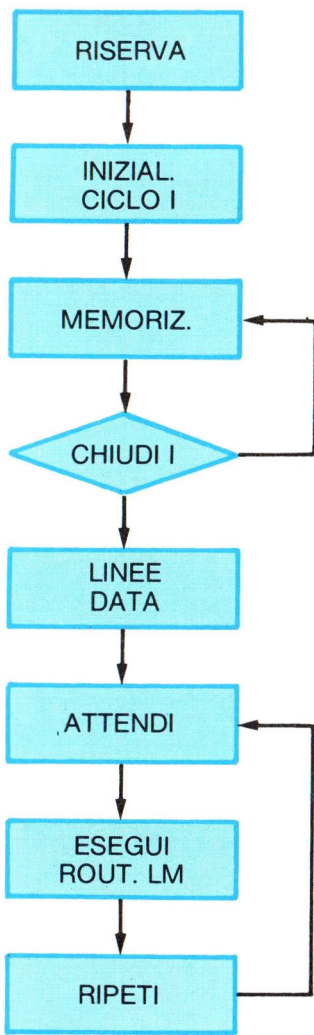 RISERVA
INIZIAL.
CICLO I
MEMORIZ.
CHIUDI I
LINEE
DATA
ATTENDI
ESEGUI
ROUT. LM
RIPETI